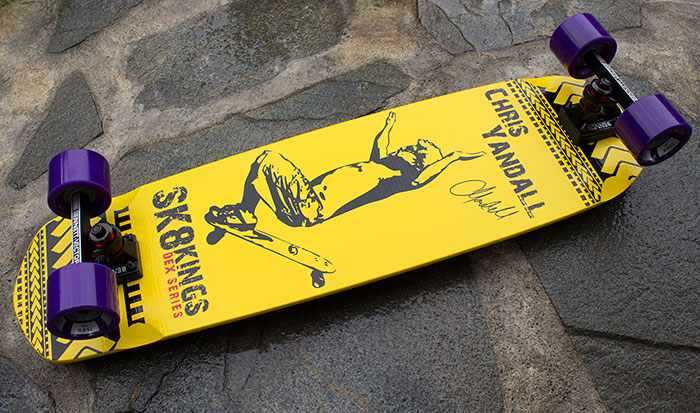 CHRIS
YANDALL
SK8KINGS
DEX SERIES